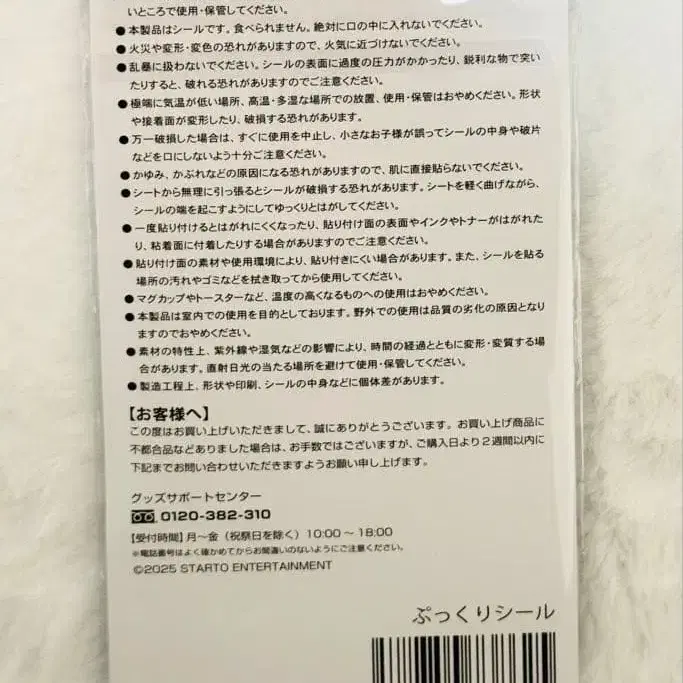 いところで使用・保管してください。
●本製品はシールです。食べられません。絶対に口の中に入れないでください。
●火災や変形・変色の恐れがありますので、火気に近づけないでください。
●乱暴に扱わないでください。シールの表面に過度の圧力がかかったり、鋭利な物で突い
たりすると、破れる恐れがありますのでご注意ください。
●極端に気温が低い場所、高温・多湿な場所での放置、使用・保管はおやめください。形状
や接着面が変形したり、破損する恐れがあります。
●万一破損した場合は、すぐに使用を中止し、小さなお子様が誤ってシールの中身や破片
などを口にしないよう十分ご注意ください。
●かゆみ、かぶれなどの原因になる恐れがありますので、肌に直接貼らないでください。
●シートから無理に引っ張るとシールが破損する恐れがあります。シートを軽く曲げながら、
シールの端を起こすようにしてゆっくりとはがしてください。
●一度貼り付けるとはがれにくくなったり、貼り付け面の表面やインクやトナーがはがれた
り、粘着面に付着したりする場合がありますのでご注意ください。
●貼り付け面の素材や使用環境により、貼り付きにくい場合があります。また、シールを貼る
場所の汚れやゴミなどを拭き取ってから使用してください。
●マグカップやトースターなど、温度の高くなるものへの使用はおやめください。
●本製品は室内での使用を目的としております。野外での使用は品質の劣化の原因となり
ますのでおやめください。
●素材の特性上、紫外線や湿気などの影響により、時間の経過とともに変形・変質する場
合があります。直射日光の当たる場所を避けて使用・保管してください。
●製造工程上、形状や印刷、シールの中身などに個体差があります。
【お客様へ】
この度はお買い上げいただきまして、誠にありがとうございます。お買い上げ商品に
不都合品などありました場合は、お手数ではございますが、ご購入日より2週間以内に
下記までお問い合わせいただきますようお願い申し上げます。
グッズサポートセンター
0120-382-310
【受付時間】月～金（祝祭日を除く）10:00～18:00
※電話番号はよく確かめてからお間違いのないようにご注意ください。
©2025 STARTO ENTERTAINMENT
ぷっくりシール